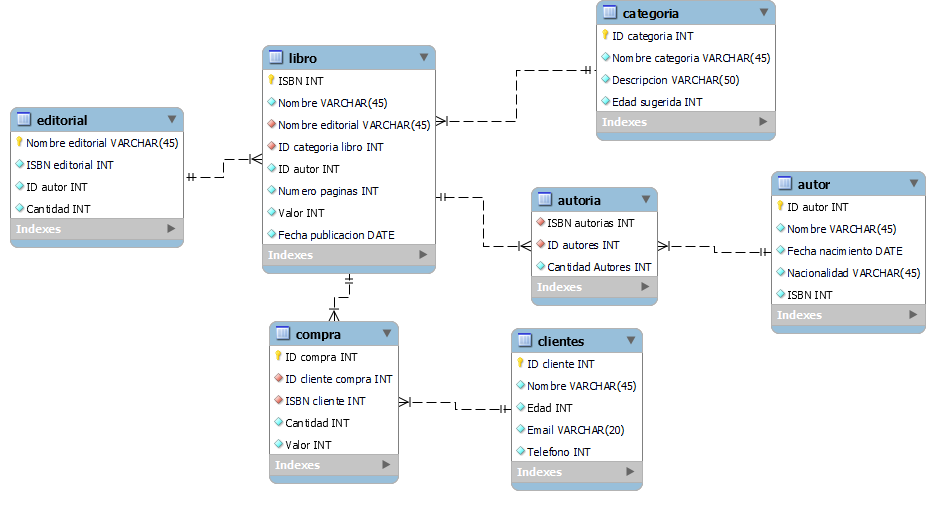 categoria
ID categoria INT
Nombre categoria VARCHAR(45)
Descripcion VARCHAR(50)
Edad sugerida INT
Indexes
libro
ISBN INT
Nombre VARCHAR(45)
Nombre editorial VARCHAR(45)
ID categoria libro INT
ID autor INT
Numero paginas INT
Valor INT
Fecha publicacion DATE
Indexes
editorial
Nombre editorial VARCHAR(45)
ISBN editorial INT
ID autor INT
Cantidad INT
Indexes
autoria
ISBN autorias INT
ID autores INT
Cantidad Autores INT
Indexes
autor
ID autor INT
Nombre VARCHAR(45)
Fecha nacimiento DATE
Nacionalidad VARCHAR(45)
ISBN INT
Indexes
compra
ID compra INT
ID cliente compra INT
ISBN cliente INT
Cantidad INT
Valor INT
Indexes
clientes
ID cliente INT
Nombre VARCHAR(45)
Edad INT
Email VARCHAR(20)
Telefono INT
Indexes